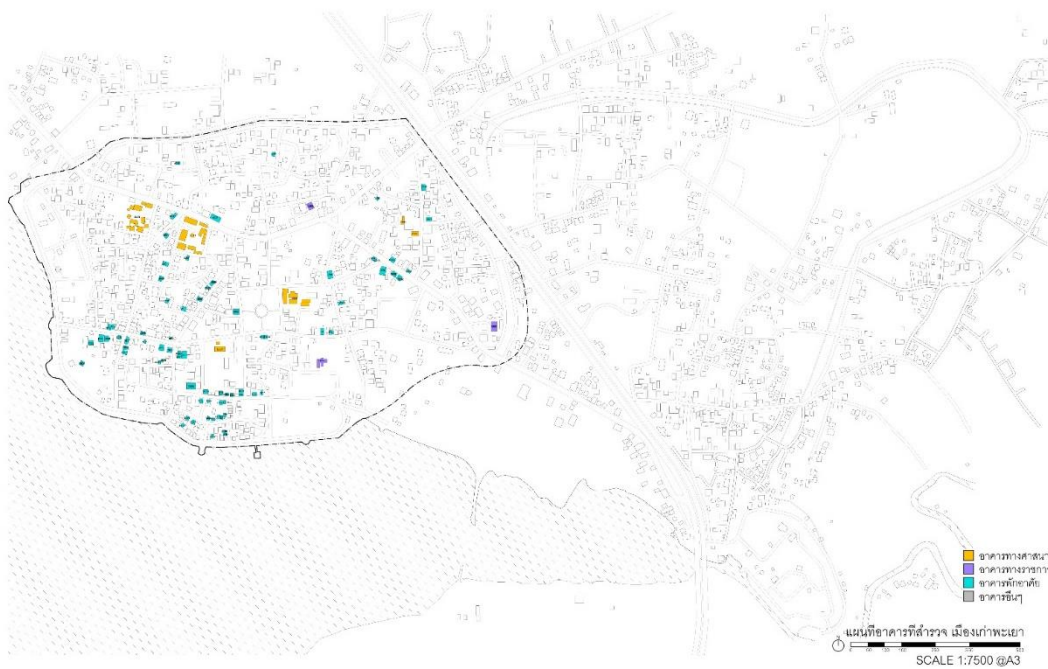 อาคารทางศาสนา
อาคารทางราชการ
อาคารพักอาศัย
อาคารอื่นๆ
แผนที่อาคารที่สำรวจ เมืองเก่าพะเยา
SCALE 1:7500 @A3